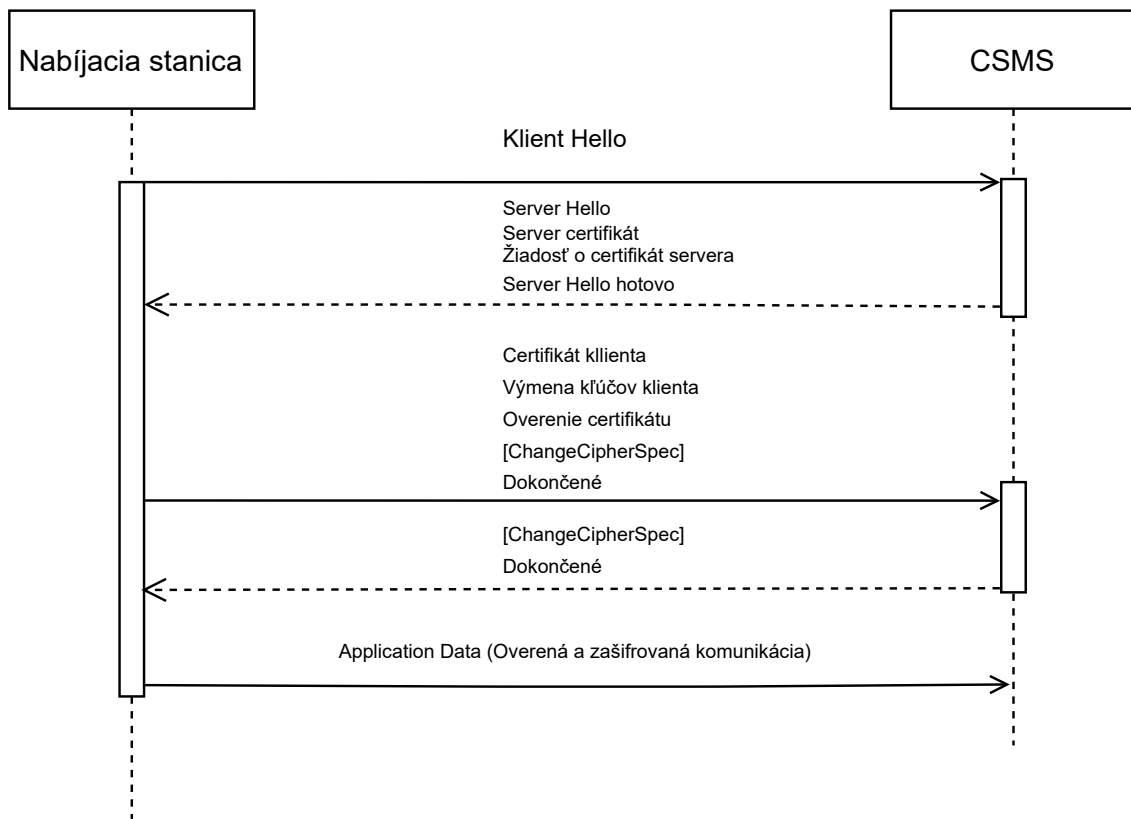 Nabíjacia stanica
CSMS
Klient Hello
Server Hello
Server certifikát
Žiadosť o certifikát servera
Server Hello hotovo
Certifikát kllienta
Výmena kľúčov klienta
Overenie certifikátu
[ChangeCipherSpec]
Dokončené
[ChangeCipherSpec]
Dokončené
Application Data (Overená a zašifrovaná komunikácia)